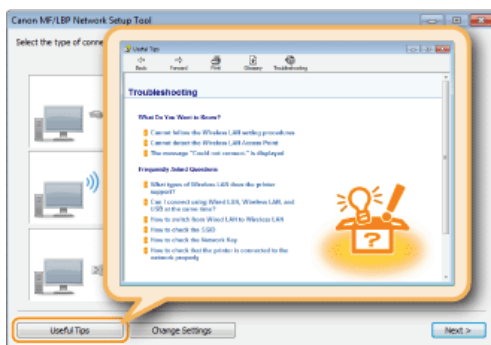 Canon MF/LBP Network Setup Tool
Select the type of conne
Useful Tips
Back Forward Print Glossary Troubleshooting
Troubleshooting
What Do You Want to Know?
Cannot follow the Wireless LAN setting procedures
Cannot detect the Wireless LAN Access Point
The message "Could not connect." is displayed
Frequently Asked Questions
What types of Wireless LAN does the printer
support?
Can I connect using Wired LAN, Wireless LAN, and
USB at the same time?
How to switch from Wired LAN to Wireless LAN
How to check the SSID
How to check the Network Key
How to check that the printer is connected to the
network properly
?
Useful Tips
Change Settings
Next >